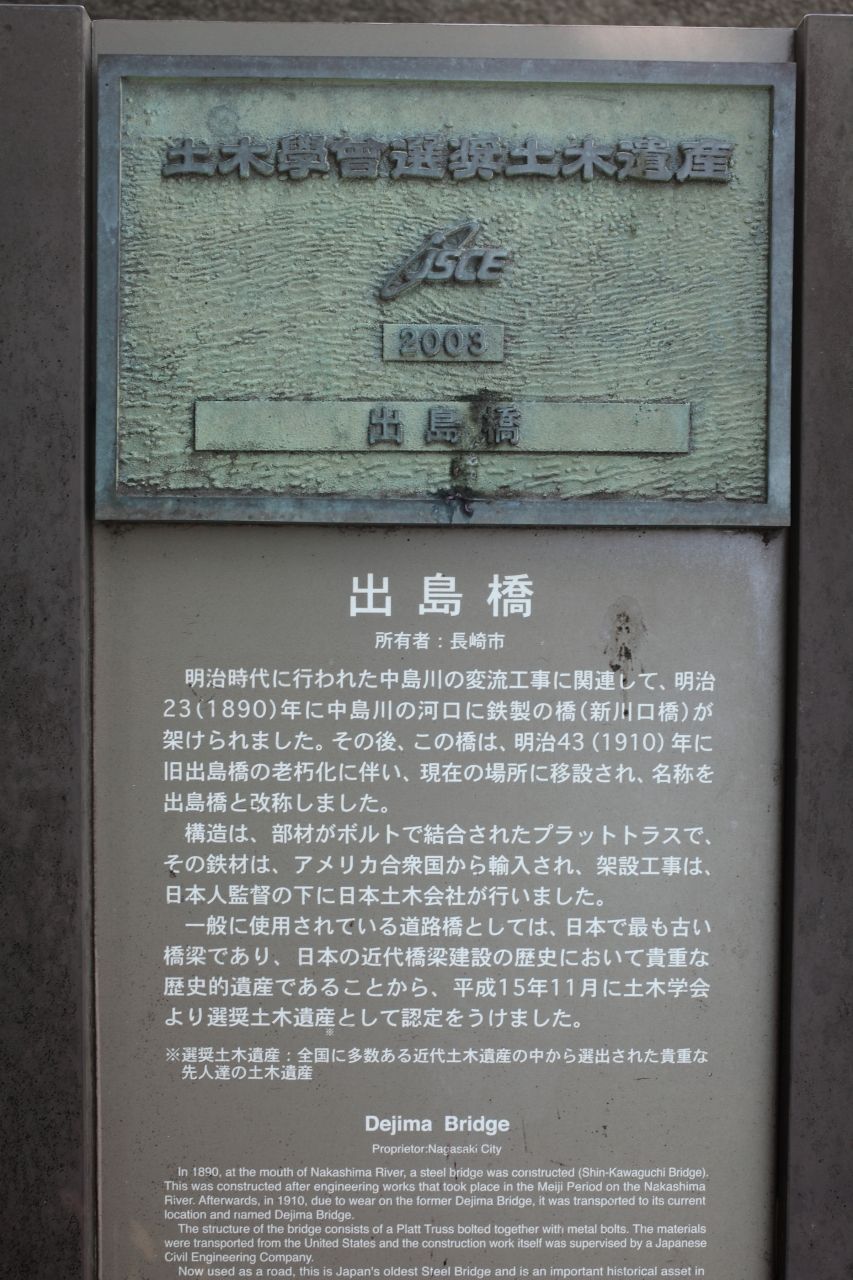 土木學會選奨土木遺産
JSCE
2003
出島橋
出島橋
所有者：長崎市
明治時代に行われた中島川の変流工事に関連して、明治
23(1890)年に中島川の河口に鉄製の橋(新川口橋)が
架けられました。その後、この橋は、明治43(1910)年に
旧出島橋の老朽化に伴い、現在の場所に移設され、名称を
出島橋と改称しました。
構造は、部材がボルトで結合されたプラットトラスで、
その鉄材は、アメリカ合衆国から輸入され、架設工事は、
日本人監督の下に日本土木会社が行いました。
一般に使用されている道路橋としては、日本で最も古い
橋梁であり、日本の近代橋梁建設の歴史において貴重な
歴史的遺産であることから、平成15年11月に土木学会
より選奨土木遺産として認定をうけました。
※
※選奨土木遺産：全国に多数ある近代土木遺産の中から選出された貴重な
先人達の土木遺産
Dejima Bridge
Proprietor:Nagasaki City
In 1890, at the mouth of Nakashima River, a steel bridge was constructed (Shin-Kawaguchi Bridge).
This was constructed after engineering works that took place in the Meiji Period on the Nakashima
River. Afterwards, in 1910, due to wear on the former Dejima Bridge, it was transported to its current
location and named Dejima Bridge.
The structure of the bridge consists of a Platt Truss bolted together with metal bolts. The materials
were transported from the United States and the construction work itself was supervised by a Japanese
Civil Engineering Company.
Now used as a road, this is Japan's oldest Steel Bridge and is an important historical asset in